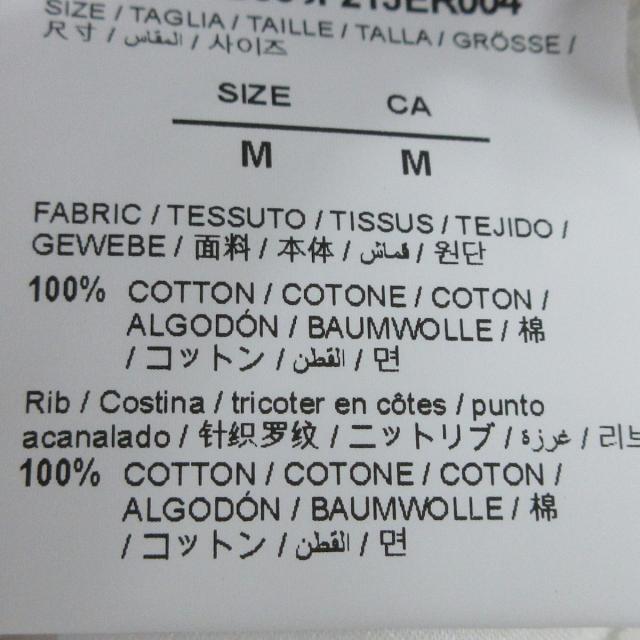 213ER004
SIZE / TAGLIA / TAILLE / TALLA / GRÖSSE /
尺寸 / المقاس / 사이즈
SIZE CA
M M
FABRIC / TESSUTO / TISSUS / TEJIDO /
GEWEBE / 面料 / 本体 / قماش / 원단
100% COTTON / COTONE / COTON /
ALGODÓN / BAUMWOLLE / 棉
/ コットン / القطن / 면
Rib / Costina / tricoter en côtes / punto
acanalado / 针织罗纹 / ニットリブ / غرزة / 리브
100% COTTON / COTONE / COTON /
ALGODÓN / BAUMWOLLE / 棉
/ コットン / القطن / 면